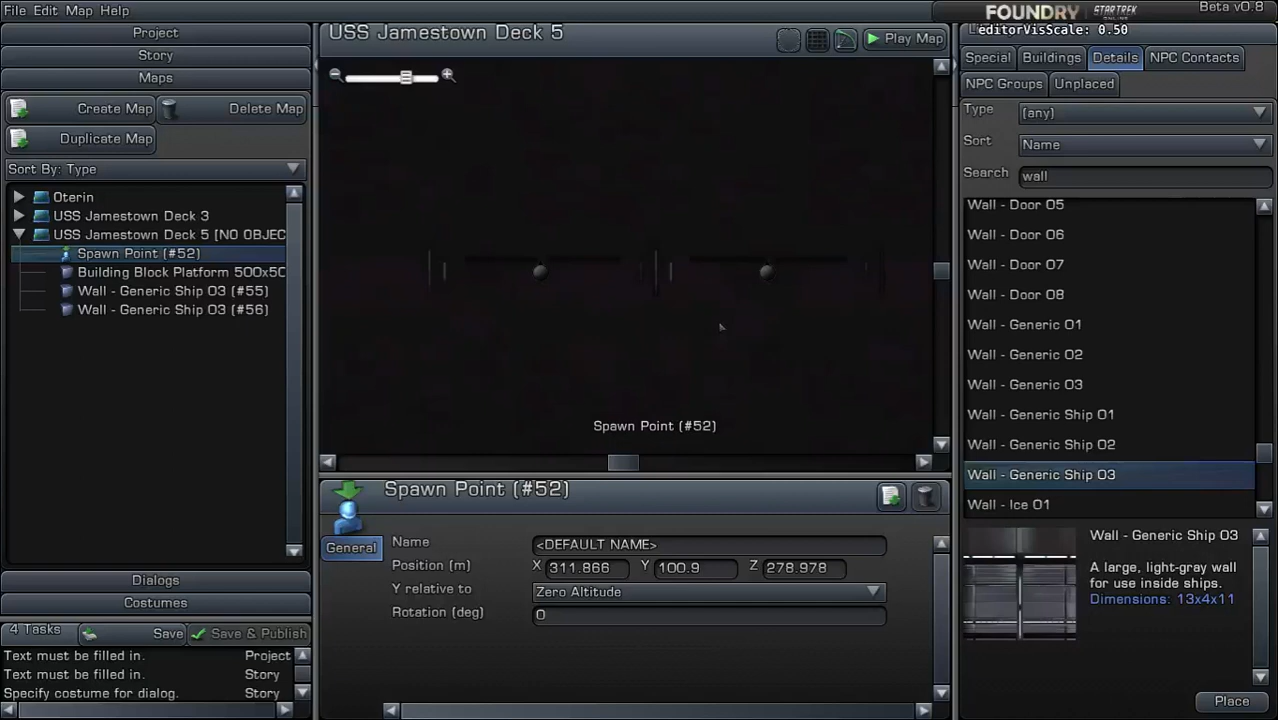 File Edit Map Help
FOUNDRY STAR TREK ONLINE
Beta v0.8
editorVisScale: 0.50
Project
Story
Maps
Create Map
Delete Map
Duplicate Map
Sort By: Type
Oterin
USS Jamestown Deck 3
USS Jamestown Deck 5 [NO OBJEC
Spawn Point (#52)
Building Block Platform 500x50
Wall - Generic Ship 03 (#55)
Wall - Generic Ship 03 (#56)
Dialogs
Costumes
4 Tasks
Save
Save & Publish
Text must be filled in. Project
Text must be filled in. Story
Specify costume for dialog. Story
USS Jamestown Deck 5
Play Map
Spawn Point (#52)
Spawn Point (#52)
General
Name <DEFAULT NAME>
Position (m) X 311.866 Y 100.9 Z 278.978
Y relative to Zero Altitude
Rotation (deg) 0
Special Buildings Details NPC Contacts
NPC Groups Unplaced
Type [any]
Sort Name
Search wall
Wall - Door 05
Wall - Door 06
Wall - Door 07
Wall - Door 08
Wall - Generic 01
Wall - Generic 02
Wall - Generic 03
Wall - Generic Ship 01
Wall - Generic Ship 02
Wall - Generic Ship 03
Wall - Ice 01
Wall - Generic Ship 03
A large, light-gray wall
for use inside ships.
Dimensions: 13x4x11
Place